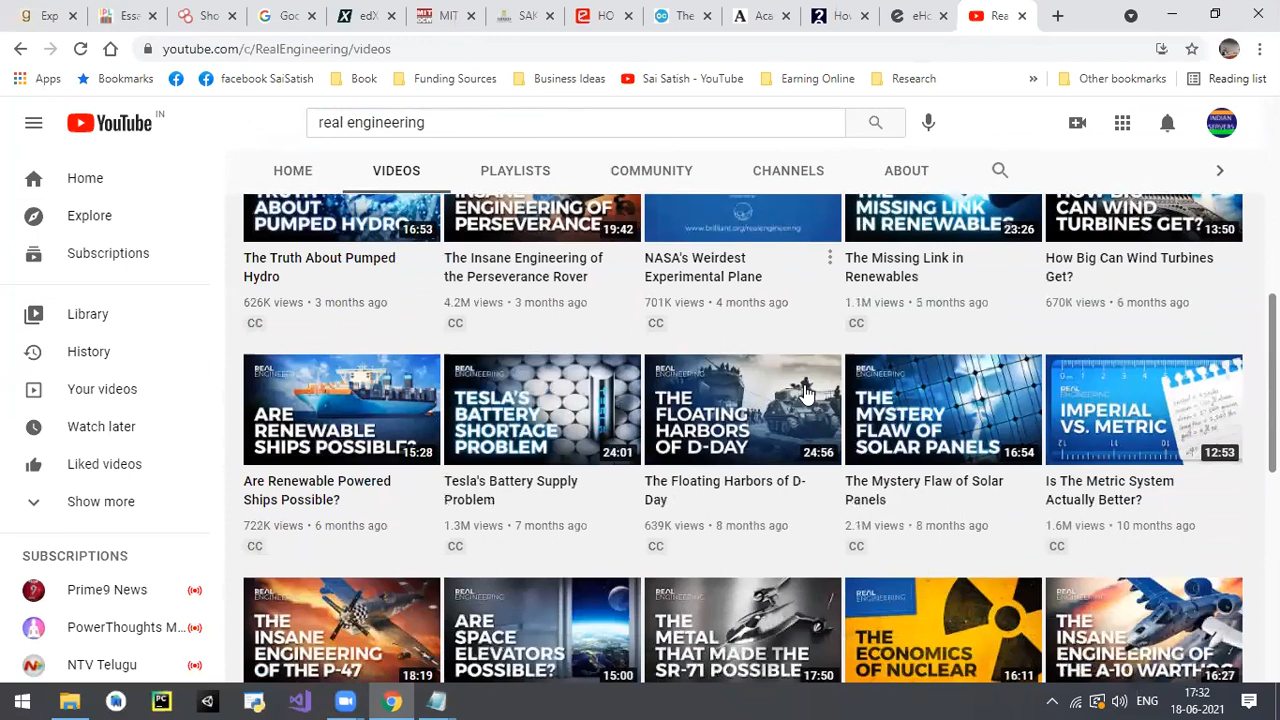 Exp
Essa
Sho
Goo
edX
MIT
SAK
HO
The
Aca
Hov
eHc
Rea
youtube.com/c/RealEngineering/videos
Apps Bookmarks facebook SaiSatish Book Funding Sources Business Ideas Sai Satish - YouTube Earning Online Research » Other bookmarks Reading list
YouTube IN
real engineering
HOME VIDEOS PLAYLISTS COMMUNITY CHANNELS ABOUT
Home
Explore
Subscriptions
Library
History
Your videos
Watch later
Liked videos
Show more
SUBSCRIPTIONS
Prime9 News
PowerThoughts M...
NTV Telugu
TRUTH
ABOUT
PUMPED HYDRO
16:53
The Truth About Pumped
Hydro
626K views • 3 months ago
CC
INSANE
ENGINEERING OF
PERSEVERANCE
19:42
The Insane Engineering of
the Perseverance Rover
4.2M views • 3 months ago
CC
www.brilliant.org/realengineering
NASA's Weirdest
Experimental Plane
701K views • 4 months ago
CC
THE
MISSING LINK
IN RENEWABLES
23:26
The Missing Link in
Renewables
1.1M views • 5 months ago
CC
HOW BIG
CAN WIND
TURBINES GET?
13:50
How Big Can Wind Turbines
Get?
670K views • 6 months ago
REAL
ENGINEERING
ARE
RENEWABLE
SHIPS POSSIBLE?
15:28
Are Renewable Powered
Ships Possible?
722K views • 6 months ago
CC
REAL
ENGINEERING
TESLA'S
BATTERY
SHORTAGE
PROBLEM
24:01
Tesla's Battery Supply
Problem
1.3M views • 7 months ago
CC
REAL
ENGINEERING
THE
FLOATING
HARBORS
OF D-DAY
24:56
The Floating Harbors of D-
Day
639K views • 8 months ago
CC
REAL
ENGINEERING
THE
MYSTERY
FLAW OF
SOLAR PANELS
16:54
The Mystery Flaw of Solar
Panels
2.1M views • 8 months ago
CC
REAL
ENGINEERING
IMPERIAL
VS. METRIC
12:53
Is The Metric System
Actually Better?
1.6M views • 10 months ago
CC
REAL
ENGINEERING
THE
INSANE
ENGINEERING
OF THE P-47
18:19
REAL
ENGINEERING
ARE
SPACE
ELEVATORS
POSSIBLE?
15:00
REAL
ENGINEERING
THE
METAL
THAT MADE THE
SR-71 POSSIBLE
17:50
REAL
ENGINEERING
THE
ECONOMICS
OF NUCLEAR
16:11
REAL
ENGINEERING
THE
INSANE
ENGINEERING
OF THE A-10 WARTHOG
16:27
INDIAN
SERVERS
PC
ENG
17:32
18-06-2021